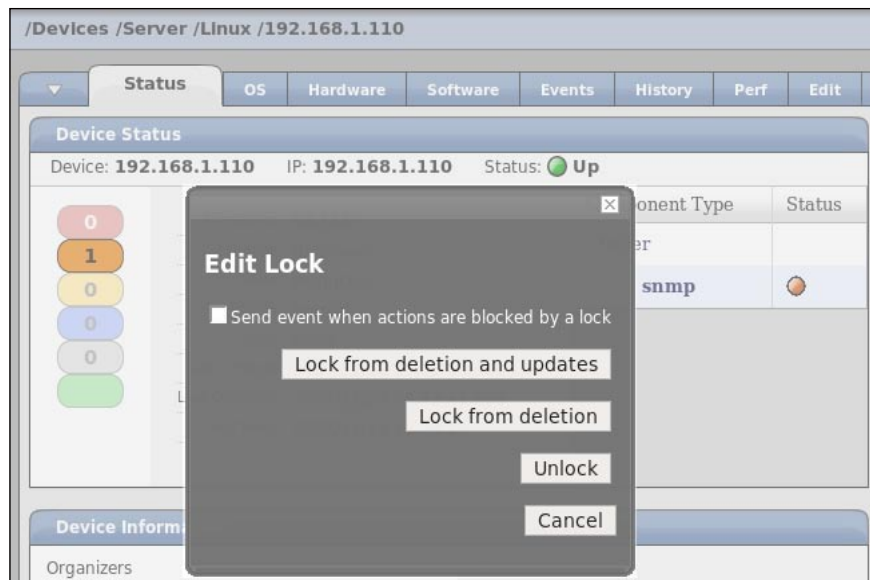 /Devices /Server /Linux /192.168.1.110
Status OS Hardware Software Events History Perf Edit
Device Status
Device: 192.168.1.110 IP: 192.168.1.110 Status: Up
0
1
0
0
0
Component Type Status
snmp
Edit Lock
Send event when actions are blocked by a lock
Lock from deletion and updates
Lock from deletion
Unlock
Cancel
Device Inform
Organizers